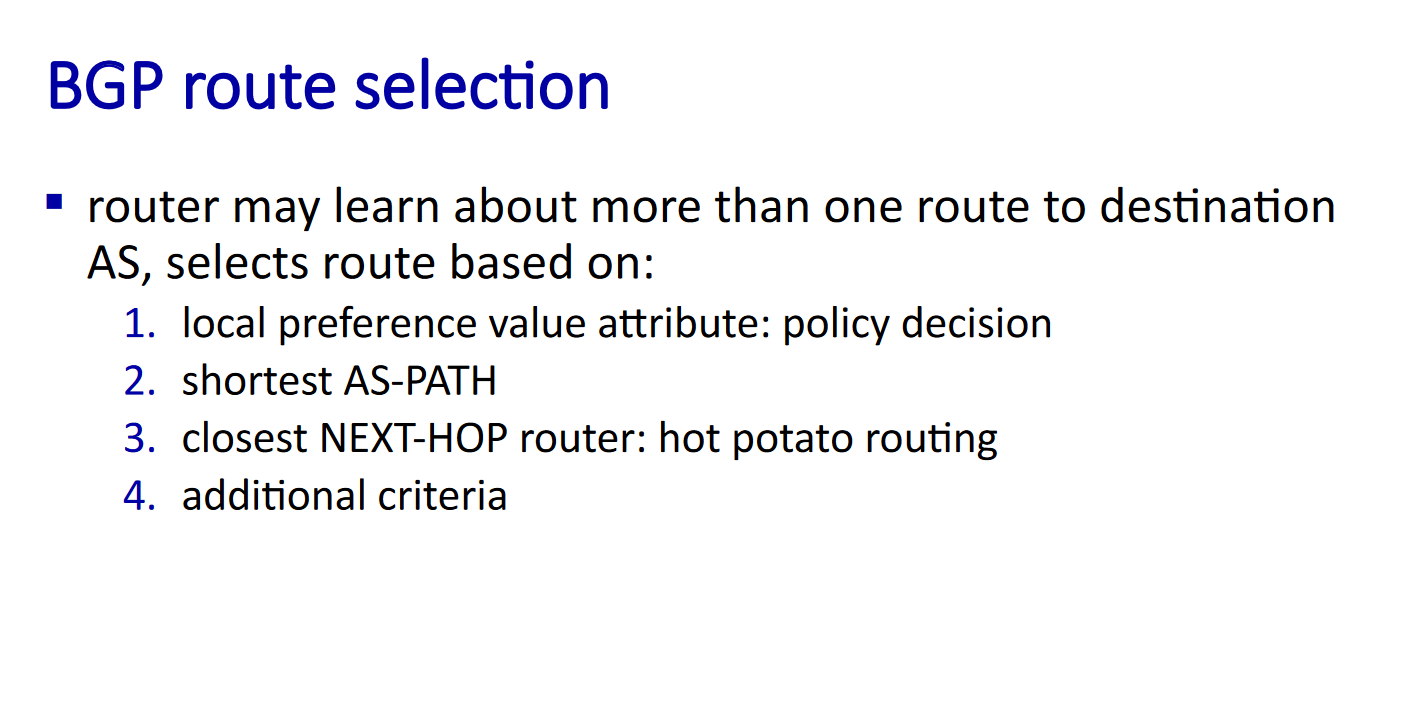 BGP route selection
▪ router may learn about more than one route to destination
AS, selects route based on:
1. local preference value attribute: policy decision
2. shortest AS-PATH
3. closest NEXT-HOP router: hot potato routing
4. additional criteria